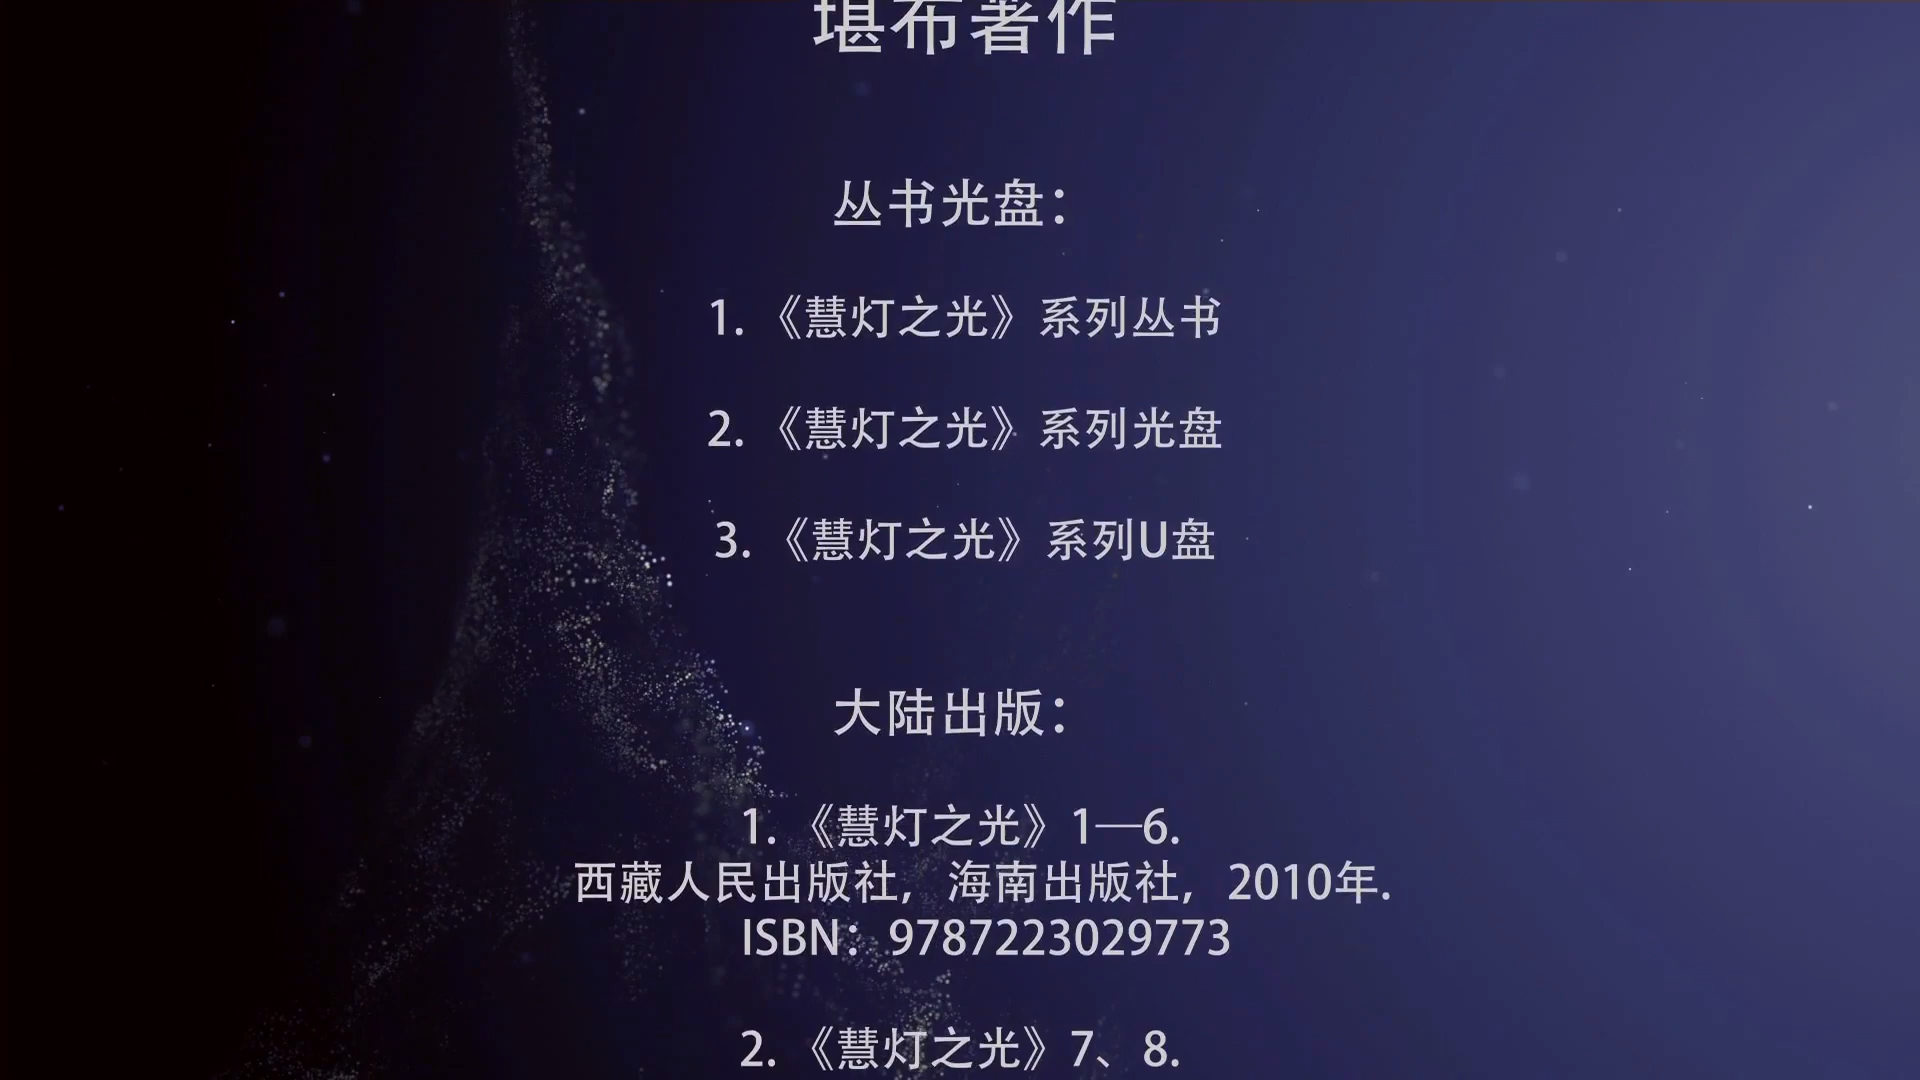 堪布著作
丛书光盘：
1. 《慧灯之光》系列丛书
2. 《慧灯之光》系列光盘
3. 《慧灯之光》系列U盘
大陆出版：
1. 《慧灯之光》1—6.
西藏人民出版社，海南出版社，2010年.
ISBN：9787223029773
2. 《慧灯之光》7、8.